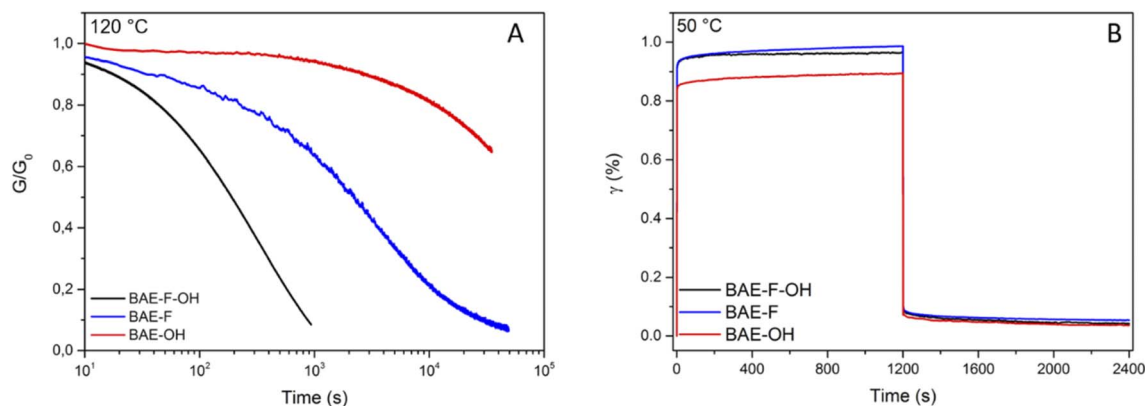 120 °C
A
1,0
0,8
0,6
0,4
0,2
0,0
G/G0
BAE-F-OH
BAE-F
BAE-OH
10¹ 10² 10³ 10⁴ 10⁵
Time (s)
50 °C
B
1.0
0.8
0.6
0.4
0.2
0.0
γ (%)
BAE-F-OH
BAE-F
BAE-OH
0 400 800 1200 1600 2000 2400
Time (s)